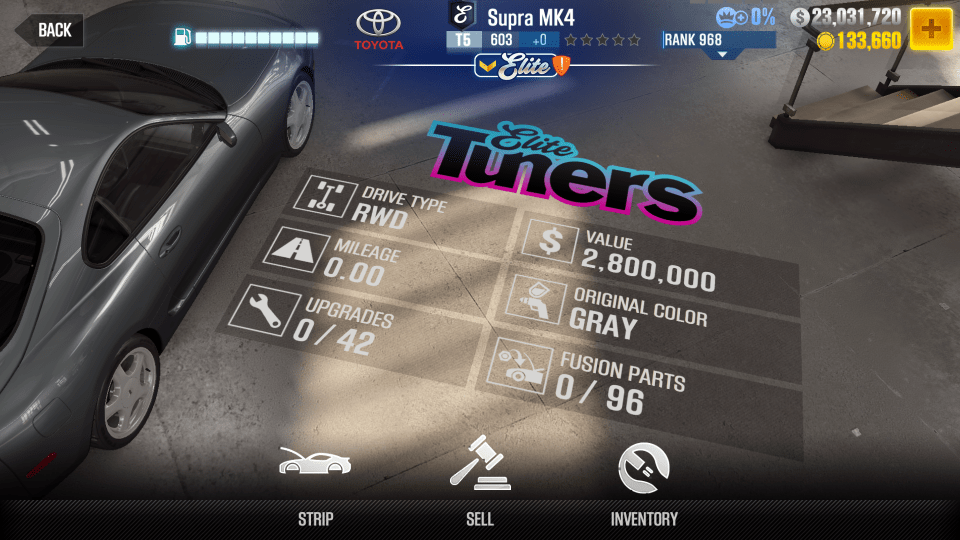 BACK
TOYOTA
Supra MK4
T5 603 +0
Elite
0%
RANK 968
23,031,720
133,660
Elite
Tuners
DRIVE TYPE
RWD
MILEAGE
0.00
UPGRADES
0 / 42
VALUE
2,800,000
ORIGINAL COLOR
GRAY
FUSION PARTS
0 / 96
STRIP
SELL
INVENTORY